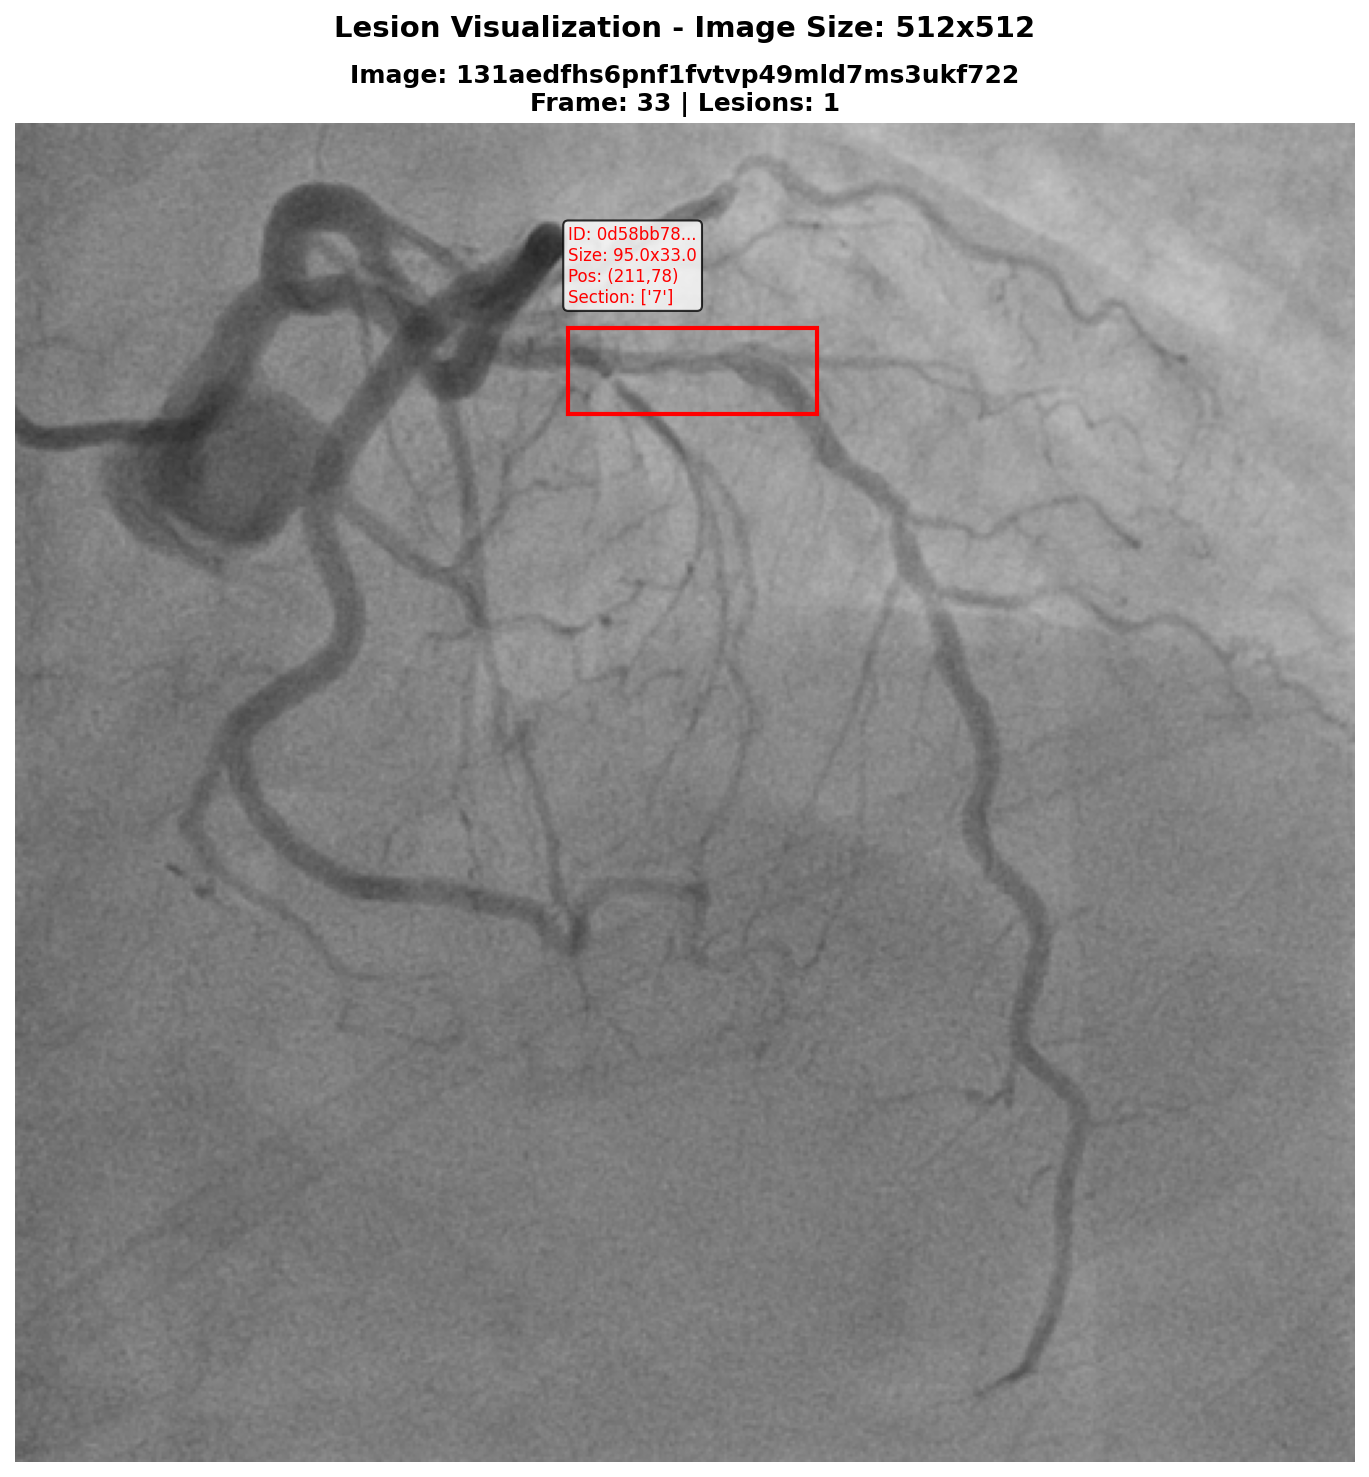 Lesion Visualization - Image Size: 512x512
Image: 131aedfhs6pnf1fvtvp49mld7ms3ukf722
Frame: 33 | Lesions: 1
ID: 0d58bb78...
Size: 95.0x33.0
Pos: (211,78)
Section: ['7']